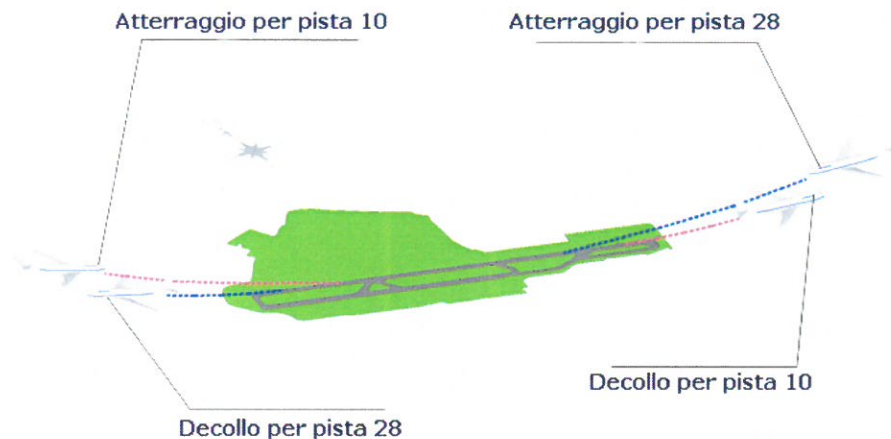 Atterraggio per pista 10
Atterraggio per pista 28
Decollo per pista 10
Decollo per pista 28